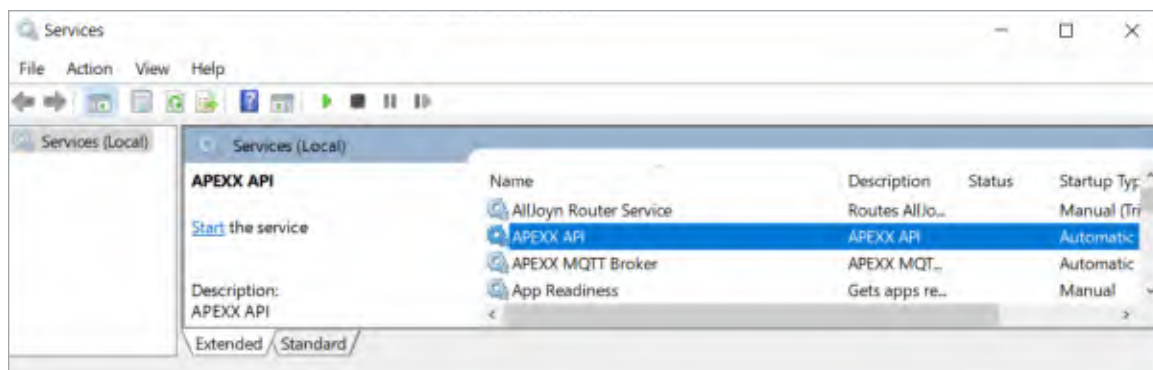 Services
File Action View Help
Services (Local)
Services (Local)
APEXX API
Start the service
Description:
APEXX API
Name Description Status Startup Typ
AllJoyn Router Service Routes AllJo... Manual (Tri
APEXX API APEXX API Automatic
APEXX MQTT Broker APEXX MQT... Automatic
App Readiness Gets apps re... Manual
Extended Standard